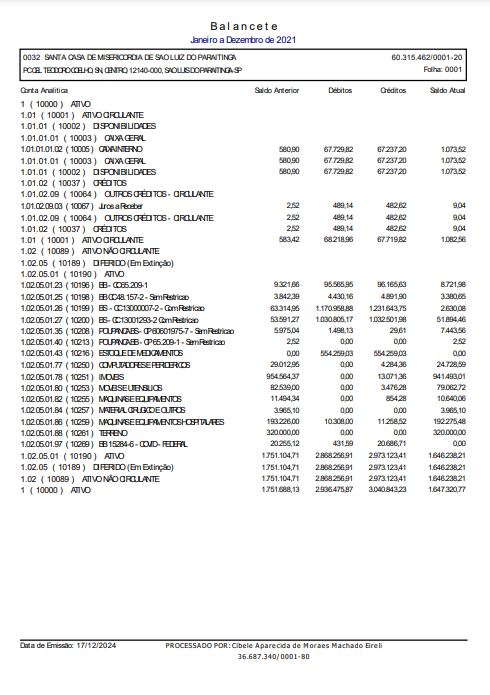 Balancete
Janeiro a Dezembro de 2021
0032 SANTA CASA DE MISERICORDIA DE SAO LUIZ DO PARAITINGA 60.315.462/0001-20
PC CEL TEODORO COELHO, SN, CENTRO, 12140-000, SAO LUIS DO PARAITINGA-SP Folha: 0001
Conta Analitica Saldo Anterior Débitos Créditos Saldo Atual
1 ( 10000 ) ATIVO
1.01 ( 10001 ) ATIVO CIRCULANTE
1.01.01 ( 10002 ) DISPONIBILIDADES
1.01.01.01 ( 10003 ) CAIXA GERAL
1.01.01.01.02 ( 10005 ) CAIXA INTERNO 580,90 67.729,82 67.237,20 1.073,52
1.01.01.01 ( 10003 ) CAIXA GERAL 580,90 67.729,82 67.237,20 1.073,52
1.01.01 ( 10002 ) DISPONIBILIDADES 580,90 67.729,82 67.237,20 1.073,52
1.01.02 ( 10037 ) CRÉDITOS
1.01.02.09 ( 10064 ) OUTROS CRÉDITOS - CIRCULANTE
1.01.02.09.03 ( 10067 ) Juros a Receber 2,52 489,14 482,62 9,04
1.01.02.09 ( 10064 ) OUTROS CRÉDITOS - CIRCULANTE 2,52 489,14 482,62 9,04
1.01.02 ( 10037 ) CRÉDITOS 2,52 489,14 482,62 9,04
1.01 ( 10001 ) ATIVO CIRCULANTE 583,42 68.218,96 67.719,82 1.082,56
1.02 ( 10089 ) ATIVO NÃO CIRCULANTE
1.02.05 ( 10189 ) DIFERIDO (Em Extinção)
1.02.05.01 ( 10190 ) ATIVO
1.02.05.01.23 ( 10196 ) BB - CC 65.209-1 9.321,66 95.565,95 96.165,63 8.721,98
1.02.05.01.25 ( 10198 ) BB CC 48.157-2 - Sem Restricao 3.842,39 4.430,16 4.891,90 3.380,65
1.02.05.01.26 ( 10199 ) BS - CC 13000007-2 - Com Restricao 63.314,95 1.170.958,88 1.231.643,75 2.630,08
1.02.05.01.27 ( 10200 ) BS - CC 13001293-2 Com Restricao 53.591,27 1.030.805,17 1.032.501,98 51.894,46
1.02.05.01.35 ( 10208 ) POUPANCA BS - CP 60601975-7 - Sem Restricao 5.975,04 1.498,13 29,61 7.443,56
1.02.05.01.40 ( 10213 ) POUPANCA BB - CP 65.209-1 - Sem Restricao 2,52 0,00 0,00 2,52
1.02.05.01.43 ( 10216 ) ESTOQUE DE MEDICAMENTOS 0,00 554.259,03 554.259,03 0,00
1.02.05.01.77 ( 10250 ) COMPUTADORES E PERIFERICOS 29.012,95 0,00 4.284,36 24.728,59
1.02.05.01.78 ( 10251 ) IMOVEIS 954.564,37 0,00 13.071,36 941.493,01
1.02.05.01.80 ( 10253 ) MOVEIS E UTENSILIOS 82.539,00 0,00 3.476,28 79.062,72
1.02.05.01.82 ( 10255 ) MAQUINAS E EQUIPAMENTOS 11.494,34 0,00 854,28 10.640,06
1.02.05.01.84 ( 10257 ) MATERIAL CIRUGICO E OUTROS 3.965,10 0,00 0,00 3.965,10
1.02.05.01.86 ( 10259 ) MAQUINAS E EQUIPAMENTOS HOSPITALARES 193.226,00 10.308,00 11.258,52 192.275,48
1.02.05.01.88 ( 10261 ) TERRENO 320.000,00 0,00 0,00 320.000,00
1.02.05.01.97 ( 10269 ) BB 15284-6 - COVID - FEDERAL 20.255,12 431,59 20.686,71 0,00
1.02.05.01 ( 10190 ) ATIVO 1.751.104,71 2.868.256,91 2.973.123,41 1.646.238,21
1.02.05 ( 10189 ) DIFERIDO (Em Extinção) 1.751.104,71 2.868.256,91 2.973.123,41 1.646.238,21
1.02 ( 10089 ) ATIVO NÃO CIRCULANTE 1.751.104,71 2.868.256,91 2.973.123,41 1.646.238,21
1 ( 10000 ) ATIVO 1.751.688,13 2.936.475,87 3.040.843,23 1.647.320,77
Data de Emissão: 17/12/2024 PROCESSADO POR: Cibele Aparecida de Moraes Machado Eireli
36.687.340/0001-80